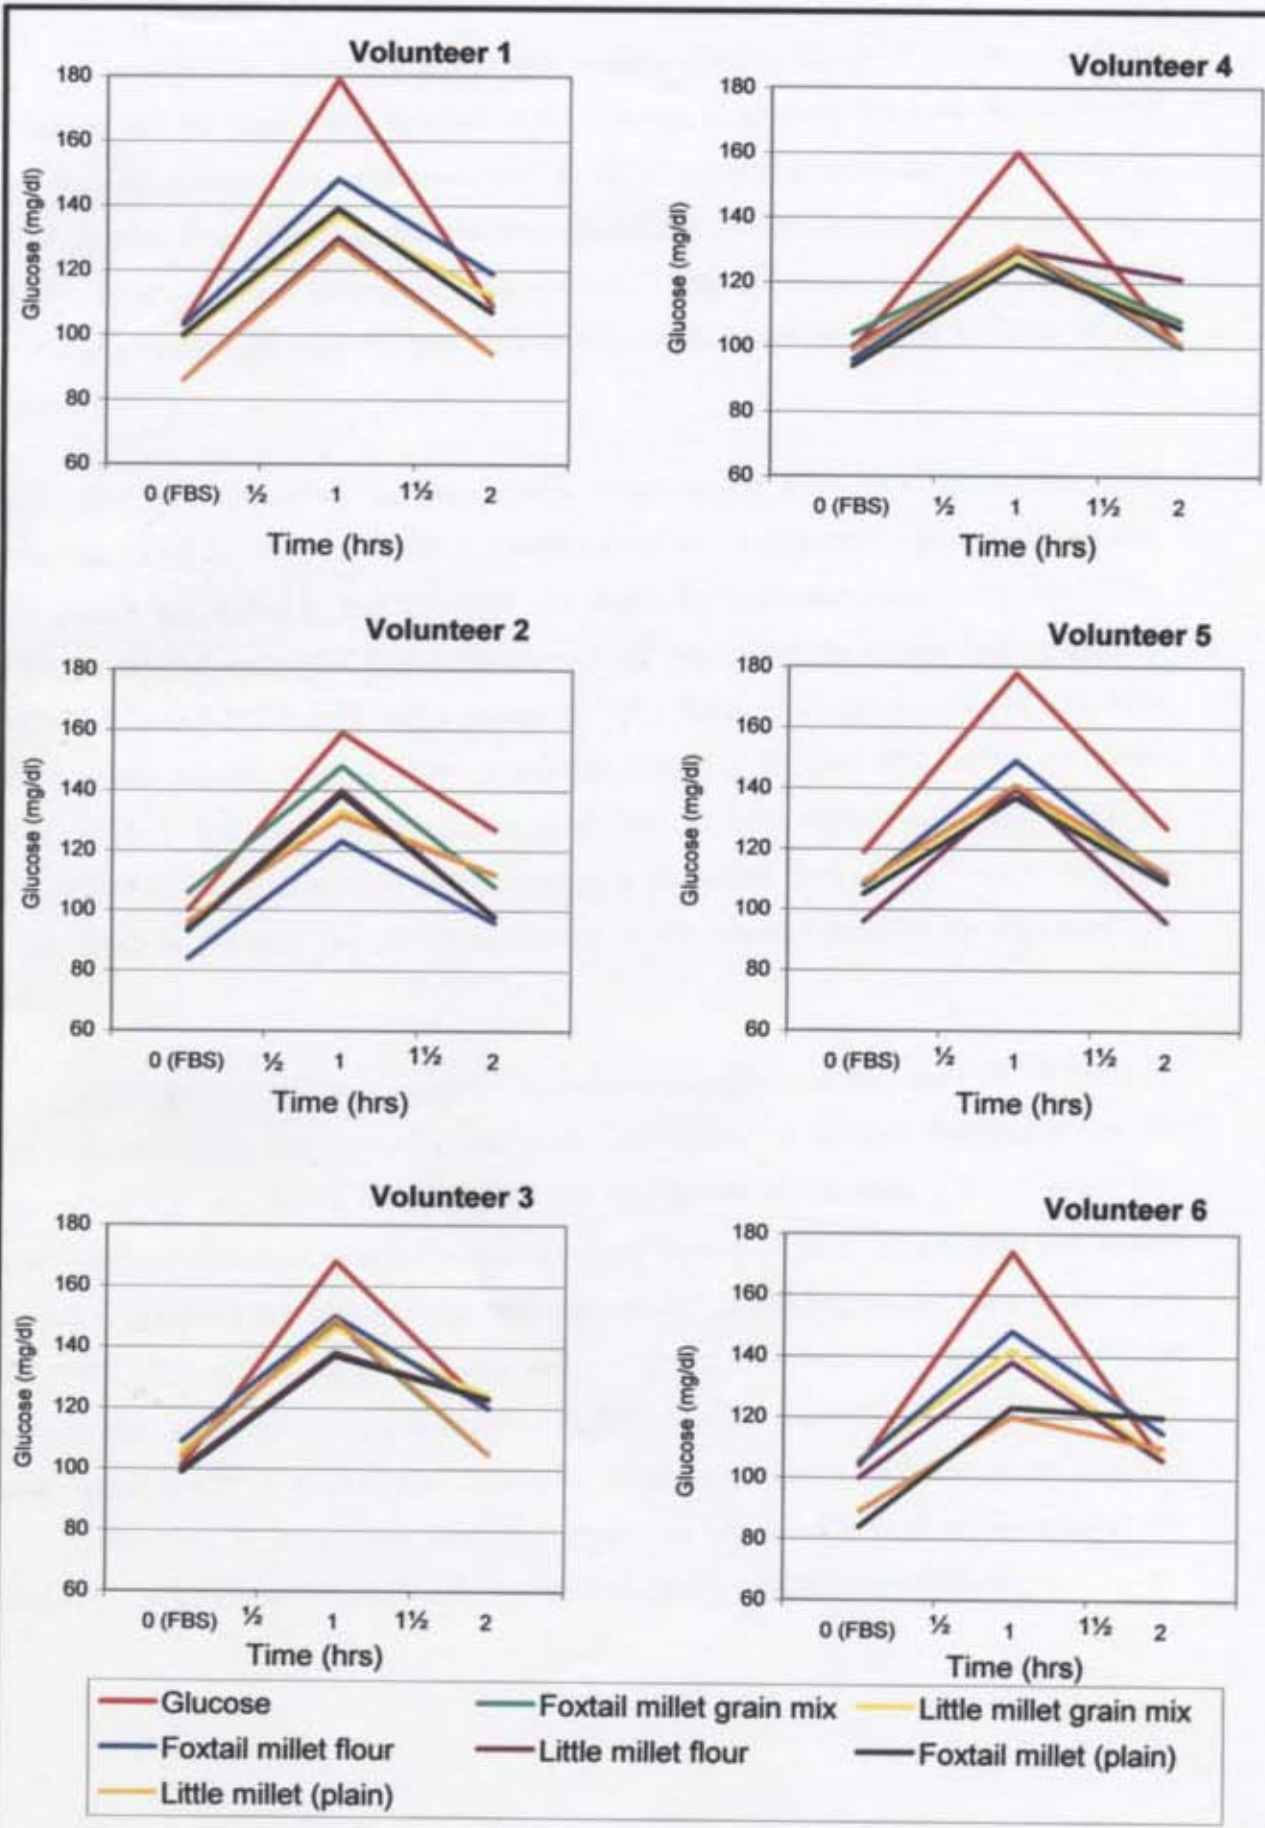 Volunteer 1
180
160
140
120
100
80
60
Glucose (mg/dl)
0 (FBS) ½ 1 1½ 2
Time (hrs)
Volunteer 4
180
160
140
120
100
80
60
Glucose (mg/dl)
0 (FBS) ½ 1 1½ 2
Time (hrs)
Volunteer 2
180
160
140
120
100
80
60
Glucose (mg/dl)
0 (FBS) ½ 1 1½ 2
Time (hrs)
Volunteer 5
180
160
140
120
100
80
60
Glucose (mg/dl)
0 (FBS) ½ 1 1½ 2
Time (hrs)
Volunteer 3
180
160
140
120
100
80
60
Glucose (mg/dl)
0 (FBS) ½ 1 1½ 2
Time (hrs)
Volunteer 6
180
160
140
120
100
80
60
Glucose (mg/dl)
0 (FBS) ½ 1 1½ 2
Time (hrs)
Glucose Foxtail millet grain mix Little millet grain mix
Foxtail millet flour Little millet flour Foxtail millet (plain)
Little millet (plain)